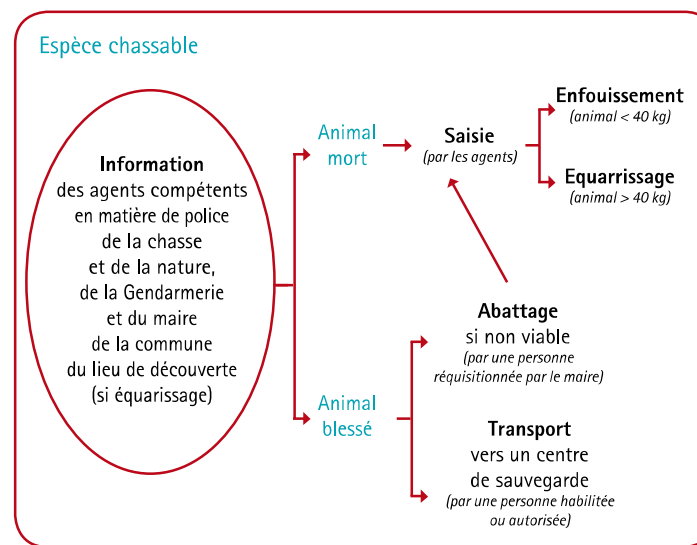 Espèce chassable
Information
des agents compétents
en matière de police
de la chasse
et de la nature,
de la Gendarmerie
et du maire
de la commune
du lieu de découverte
(si équarissage)
Animal
mort
Saisie
(par les agents)
Enfouissement
(animal < 40 kg)
Equarrissage
(animal > 40 kg)
Animal
blessé
Abattage
si non viable
(par une personne
réquisitionnée par le maire)
Transport
vers un centre
de sauvegarde
(par une personne habilitée
ou autorisée)